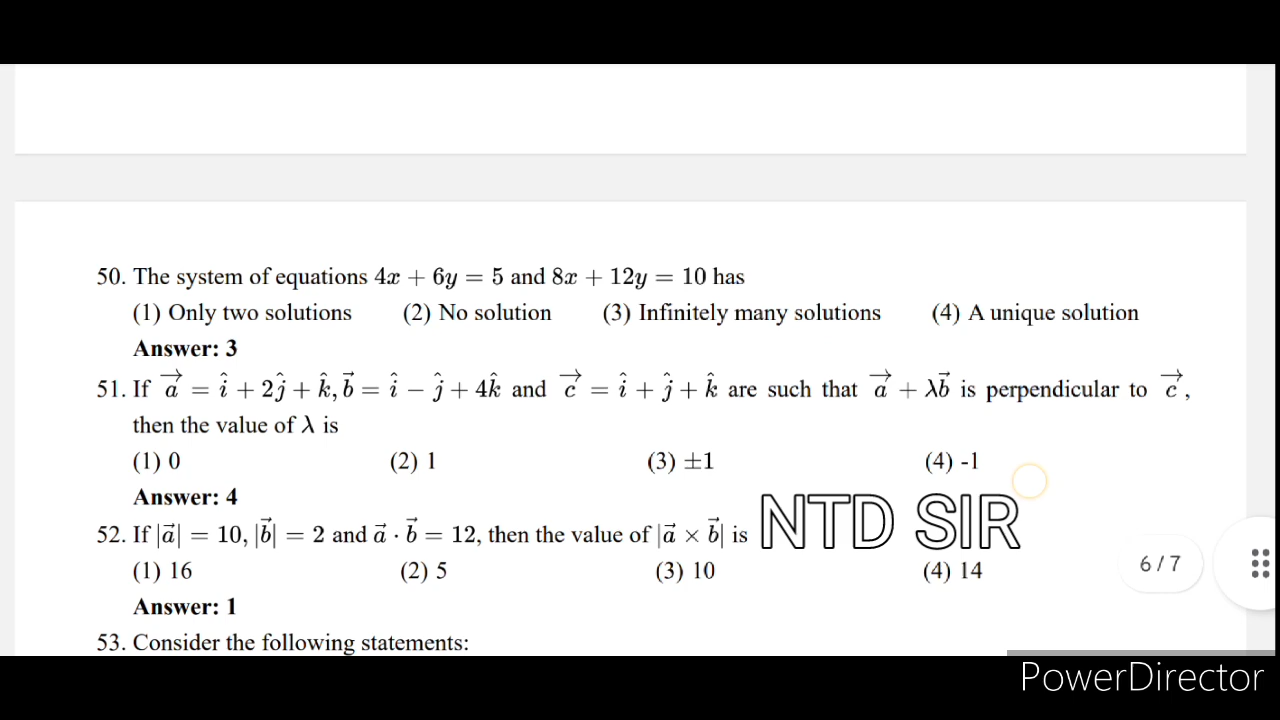 50. The system of equations 4x + 6y = 5 and 8x + 12y = 10 has
(1) Only two solutions (2) No solution (3) Infinitely many solutions (4) A unique solution
Answer: 3
51. If a⃗ = î + 2ĵ + k̂, b⃗ = î − ĵ + 4k̂ and c⃗ = î + ĵ + k̂ are such that a⃗ + λb⃗ is perpendicular to c⃗,
then the value of λ is
(1) 0 (2) 1 (3) ±1 (4) -1
Answer: 4
52. If |a⃗| = 10, |b⃗| = 2 and a⃗ · b⃗ = 12, then the value of |a⃗ × b⃗| is
NTD SIR
(1) 16 (2) 5 (3) 10 (4) 14
6 / 7
Answer: 1
53. Consider the following statements:
PowerDirector